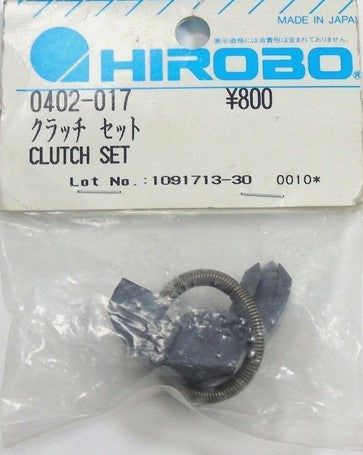 MADE IN JAPAN
表示価格には消費税は含まれておりません。
HIROBO®
0402-017 ¥800
クラッチ セット
CLUTCH SET
Lot No.:1091713-30 0010*